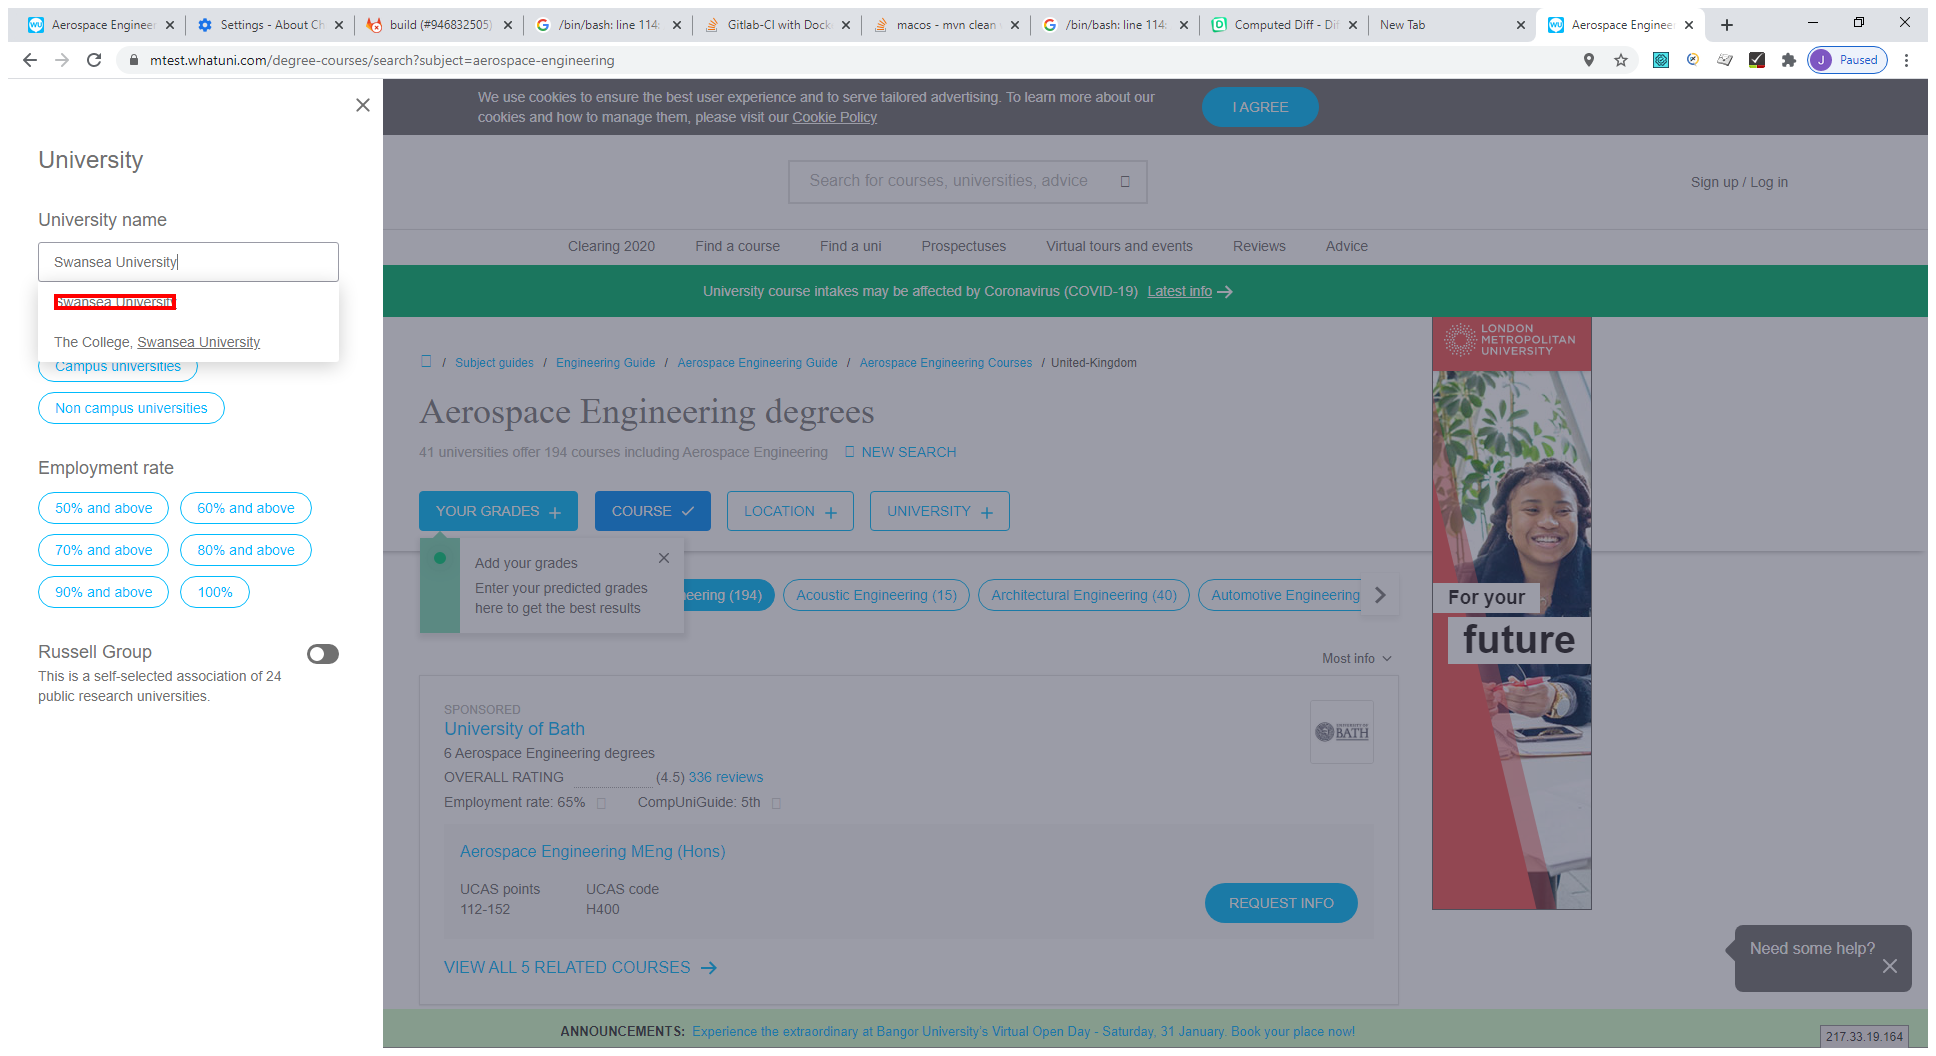 Aerospace Engineer
Settings - About Ch
build (#946832505)
/bin/bash: line 114:
Gitlab-CI with Dock
macos - mvn clean
/bin/bash: line 114:
Computed Diff - Dif
New Tab
Aerospace Enginee
mtest.whatuni.com/degree-courses/search?subject=aerospace-engineering
J Paused
We use cookies to ensure the best user experience and to serve tailored advertising. To learn more about our
cookies and how to manage them, please visit our Cookie Policy
I AGREE
University
University name
Swansea University
Swansea University
The College, Swansea University
Campus universities
Non campus universities
Employment rate
50% and above
60% and above
70% and above
80% and above
90% and above
100%
Russell Group
This is a self-selected association of 24
public research universities.
Search for courses, universities, advice
Sign up / Log in
Clearing 2020
Find a course
Find a uni
Prospectuses
Virtual tours and events
Reviews
Advice
University course intakes may be affected by Coronavirus (COVID-19) Latest info
/ Subject guides / Engineering Guide / Aerospace Engineering Guide / Aerospace Engineering Courses / United-Kingdom
Aerospace Engineering degrees
41 universities offer 194 courses including Aerospace Engineering
NEW SEARCH
YOUR GRADES
COURSE
LOCATION
UNIVERSITY
Add your grades
Enter your predicted grades
here to get the best results
eering (194)
Acoustic Engineering (15)
Architectural Engineering (40)
Automotive Engineering
Most info
SPONSORED
University of Bath
6 Aerospace Engineering degrees
OVERALL RATING
(4.5) 336 reviews
Employment rate: 65%
CompUniGuide: 5th
UNIVERSITY OF
BATH
Aerospace Engineering MEng (Hons)
UCAS points
112-152
UCAS code
H400
REQUEST INFO
VIEW ALL 5 RELATED COURSES
LONDON
METROPOLITAN
UNIVERSITY
For your
future
Need some help?
ANNOUNCEMENTS: Experience the extraordinary at Bangor University's Virtual Open Day - Saturday, 31 January. Book your place now!
217.33.19.164